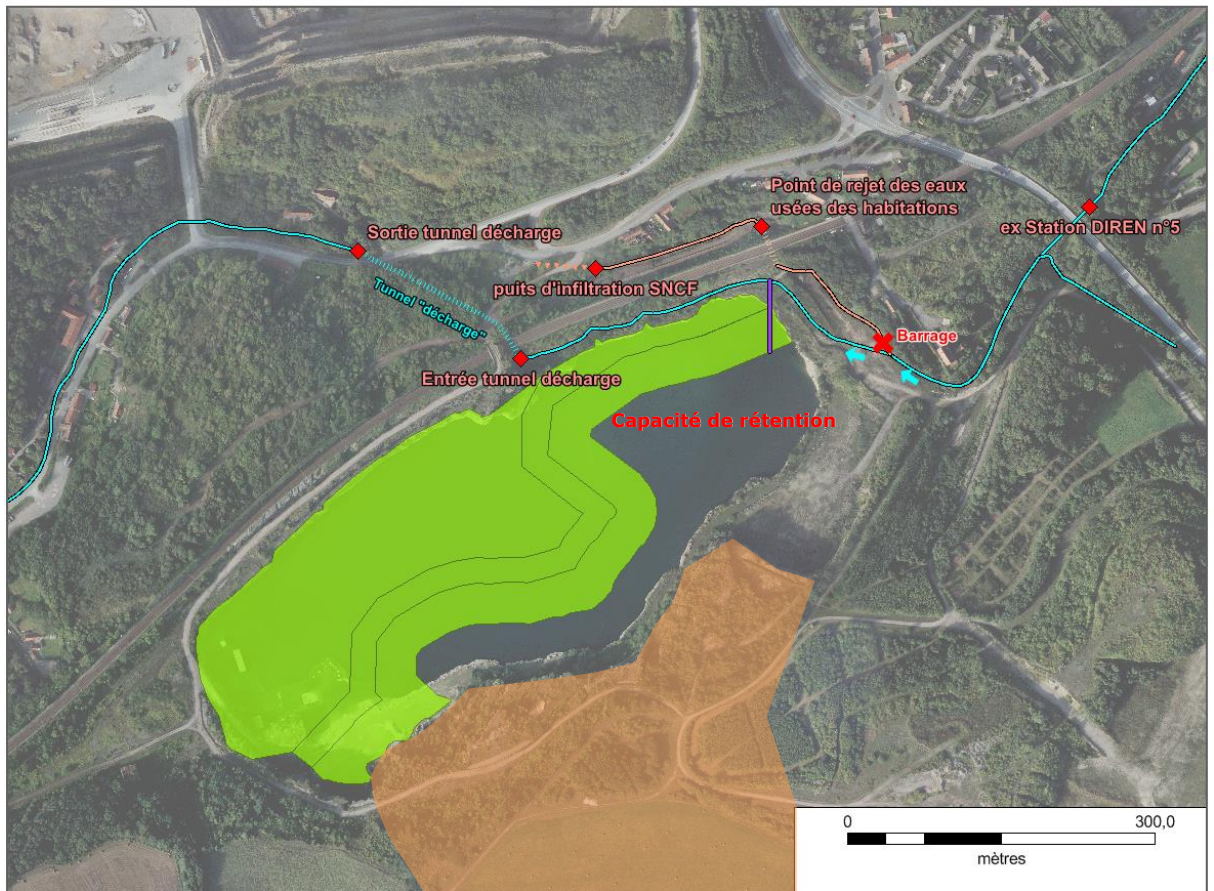 Point de rejet des eaux
usées des habitations
Sortie tunnel décharge
ex Station DIREN n°5
puits d'infiltration SNCF
Tunnel "décharge"
Barrage
Entrée tunnel décharge
Capacité de rétention
0 300,0
mètres